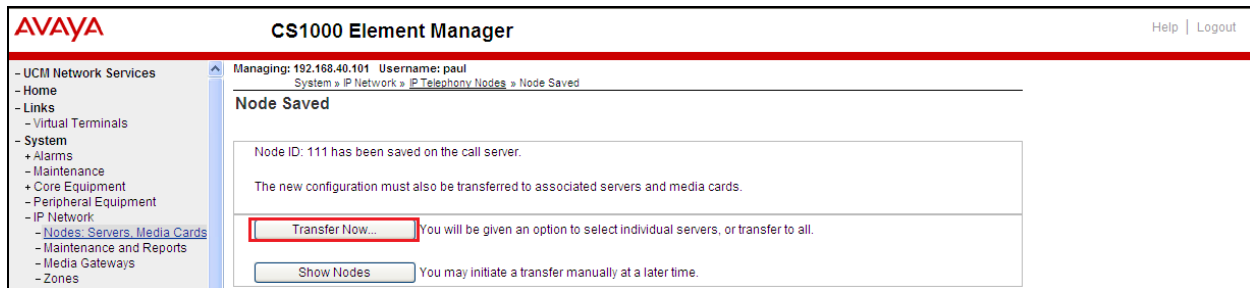 AVAYA
CS1000 Element Manager
Help | Logout
– UCM Network Services
– Home
– Links
– Virtual Terminals
– System
+ Alarms
– Maintenance
+ Core Equipment
– Peripheral Equipment
– IP Network
– Nodes: Servers, Media Cards
– Maintenance and Reports
– Media Gateways
– Zones
Managing: 192.168.40.101 Username: paul
System » IP Network » IP Telephony Nodes » Node Saved
Node Saved
Node ID: 111 has been saved on the call server.
The new configuration must also be transferred to associated servers and media cards.
Transfer Now... You will be given an option to select individual servers, or transfer to all.
Show Nodes You may initiate a transfer manually at a later time.